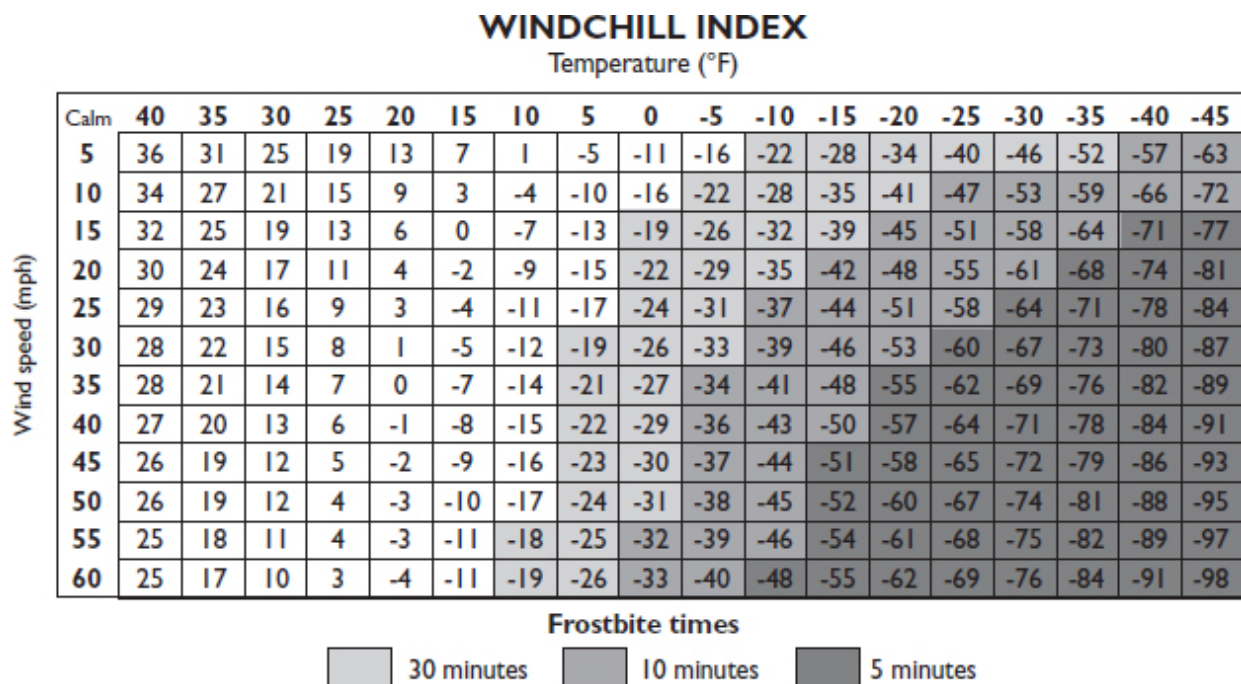 WINDCHILL INDEX
Temperature (°F)
Calm 40 35 30 25 20 15 10 5 0 -5 -10 -15 -20 -25 -30 -35 -40 -45
5 36 31 25 19 13 7 1 -5 -11 -16 -22 -28 -34 -40 -46 -52 -57 -63
10 34 27 21 15 9 3 -4 -10 -16 -22 -28 -35 -41 -47 -53 -59 -66 -72
15 32 25 19 13 6 0 -7 -13 -19 -26 -32 -39 -45 -51 -58 -64 -71 -77
20 30 24 17 11 4 -2 -9 -15 -22 -29 -35 -42 -48 -55 -61 -68 -74 -81
25 29 23 16 9 3 -4 -11 -17 -24 -31 -37 -44 -51 -58 -64 -71 -78 -84
30 28 22 15 8 1 -5 -12 -19 -26 -33 -39 -46 -53 -60 -67 -73 -80 -87
35 28 21 14 7 0 -7 -14 -21 -27 -34 -41 -48 -55 -62 -69 -76 -82 -89
40 27 20 13 6 -1 -8 -15 -22 -29 -36 -43 -50 -57 -64 -71 -78 -84 -91
45 26 19 12 5 -2 -9 -16 -23 -30 -37 -44 -51 -58 -65 -72 -79 -86 -93
50 26 19 12 4 -3 -10 -17 -24 -31 -38 -45 -52 -60 -67 -74 -81 -88 -95
55 25 18 11 4 -3 -11 -18 -25 -32 -39 -46 -54 -61 -68 -75 -82 -89 -97
60 25 17 10 3 -4 -11 -19 -26 -33 -40 -48 -55 -62 -69 -76 -84 -91 -98
Wind speed (mph)
Frostbite times
30 minutes 10 minutes 5 minutes